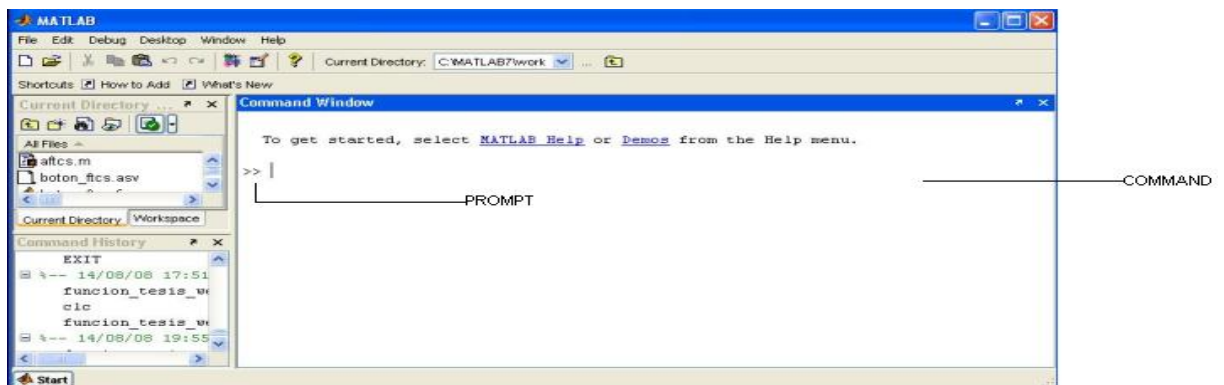 MATLAB
File Edit Debug Desktop Window Help
Current Directory: C:\MATLAB7\work ...
Shortcuts How to Add What's New
Current Directory ...
All Files
aftcs.m
boton_ftcs.asv
Current Directory Workspace
Command History
EXIT
%-- 14/08/08 17:51
funcion_tesis_w
clc
funcion_tesis_w
%-- 14/08/08 19:55
Start
Command Window
To get started, select MATLAB Help or Demos from the Help menu.
>>
PROMPT
COMMAND